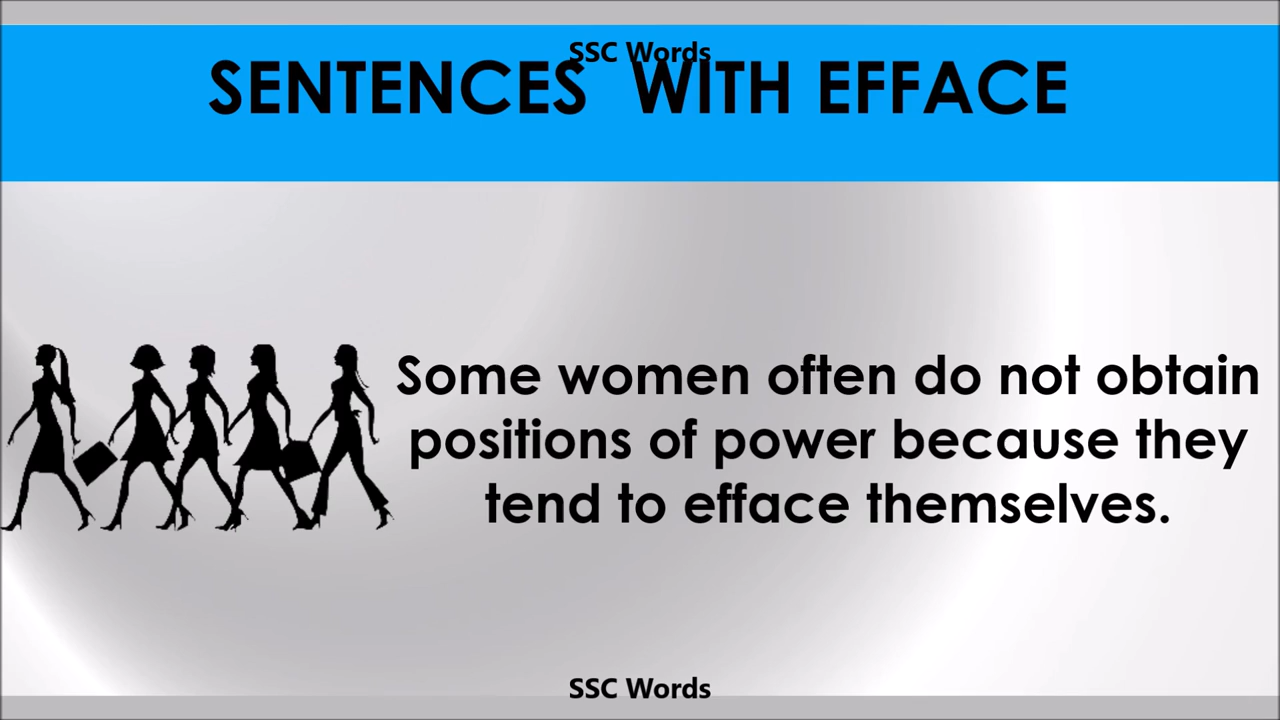 SSC Words
SENTENCES WITH EFFACE
Some women often do not obtain
positions of power because they
tend to efface themselves.
SSC Words